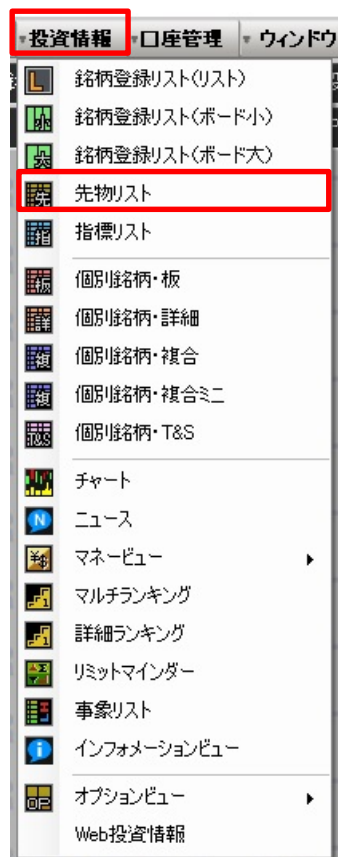 投資情報 口座管理 ウィンドウ
銘柄登録リスト(リスト)
銘柄登録リスト(ボード小)
銘柄登録リスト(ボード大)
先物リスト
指標リスト
個別銘柄・板
個別銘柄・詳細
個別銘柄・複合
個別銘柄・複合ミニ
個別銘柄・T&S
チャート
ニュース
マネービュー
マルチランキング
詳細ランキング
リミットマインダー
事象リスト
インフォメーションビュー
オプションビュー
Web投資情報